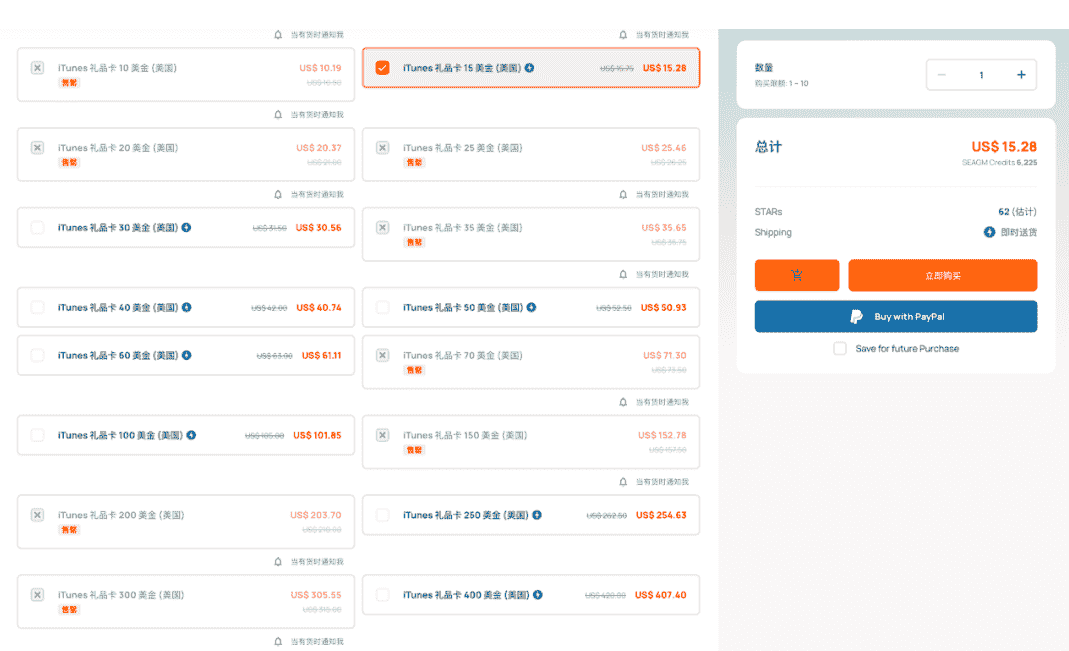 当有货时通知我 当有货时通知我
iTunes 礼品卡 10 美金 (美国) US$ 10.19
售罄 US$ 10.50
iTunes 礼品卡 15 美金 (美国) US$ 15.75 US$ 15.28
当有货时通知我
iTunes 礼品卡 20 美金 (美国) US$ 20.37
售罄 US$ 21.00
iTunes 礼品卡 25 美金 (美国) US$ 25.46
售罄 US$ 26.25
当有货时通知我 当有货时通知我
iTunes 礼品卡 30 美金 (美国) US$ 31.50 US$ 30.56
iTunes 礼品卡 35 美金 (美国) US$ 35.65
售罄 US$ 36.75
当有货时通知我
iTunes 礼品卡 40 美金 (美国) US$ 42.00 US$ 40.74
iTunes 礼品卡 50 美金 (美国) US$ 52.50 US$ 50.93
iTunes 礼品卡 60 美金 (美国) US$ 63.00 US$ 61.11
iTunes 礼品卡 70 美金 (美国) US$ 71.30
售罄 US$ 73.50
当有货时通知我
iTunes 礼品卡 100 美金 (美国) US$ 105.00 US$ 101.85
iTunes 礼品卡 150 美金 (美国) US$ 152.78
售罄 US$ 157.50
当有货时通知我
iTunes 礼品卡 200 美金 (美国) US$ 203.70
售罄 US$ 210.00
iTunes 礼品卡 250 美金 (美国) US$ 262.50 US$ 254.63
当有货时通知我
iTunes 礼品卡 300 美金 (美国) US$ 305.55
售罄 US$ 315.00
iTunes 礼品卡 400 美金 (美国) US$ 420.00 US$ 407.40
当有货时通知我
数量
购买限额: 1 - 10
1
总计 US$ 15.28
SEAGM Credits 6,225
STARs 62 (估计)
Shipping 即时送货
立即购买
Buy with PayPal
Save for future Purchase